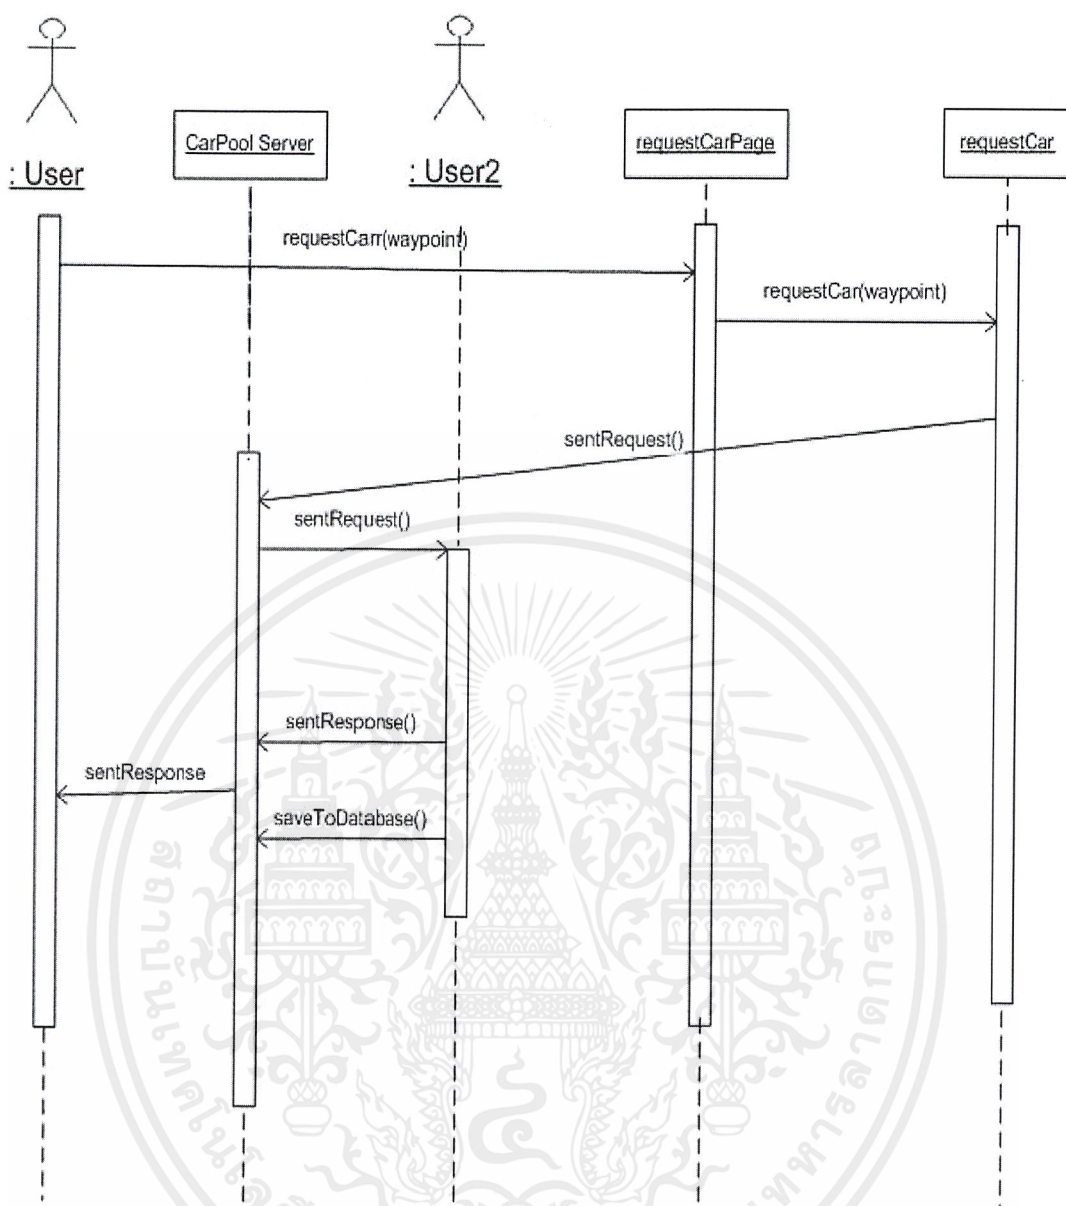 CarPool Server
requestCarPage
requestCar
: User
: User2
requestCarr(waypoint)
requestCar(waypoint)
sentRequest()
sentRequest()
sentResponse()
sentResponse
saveToDatabase()